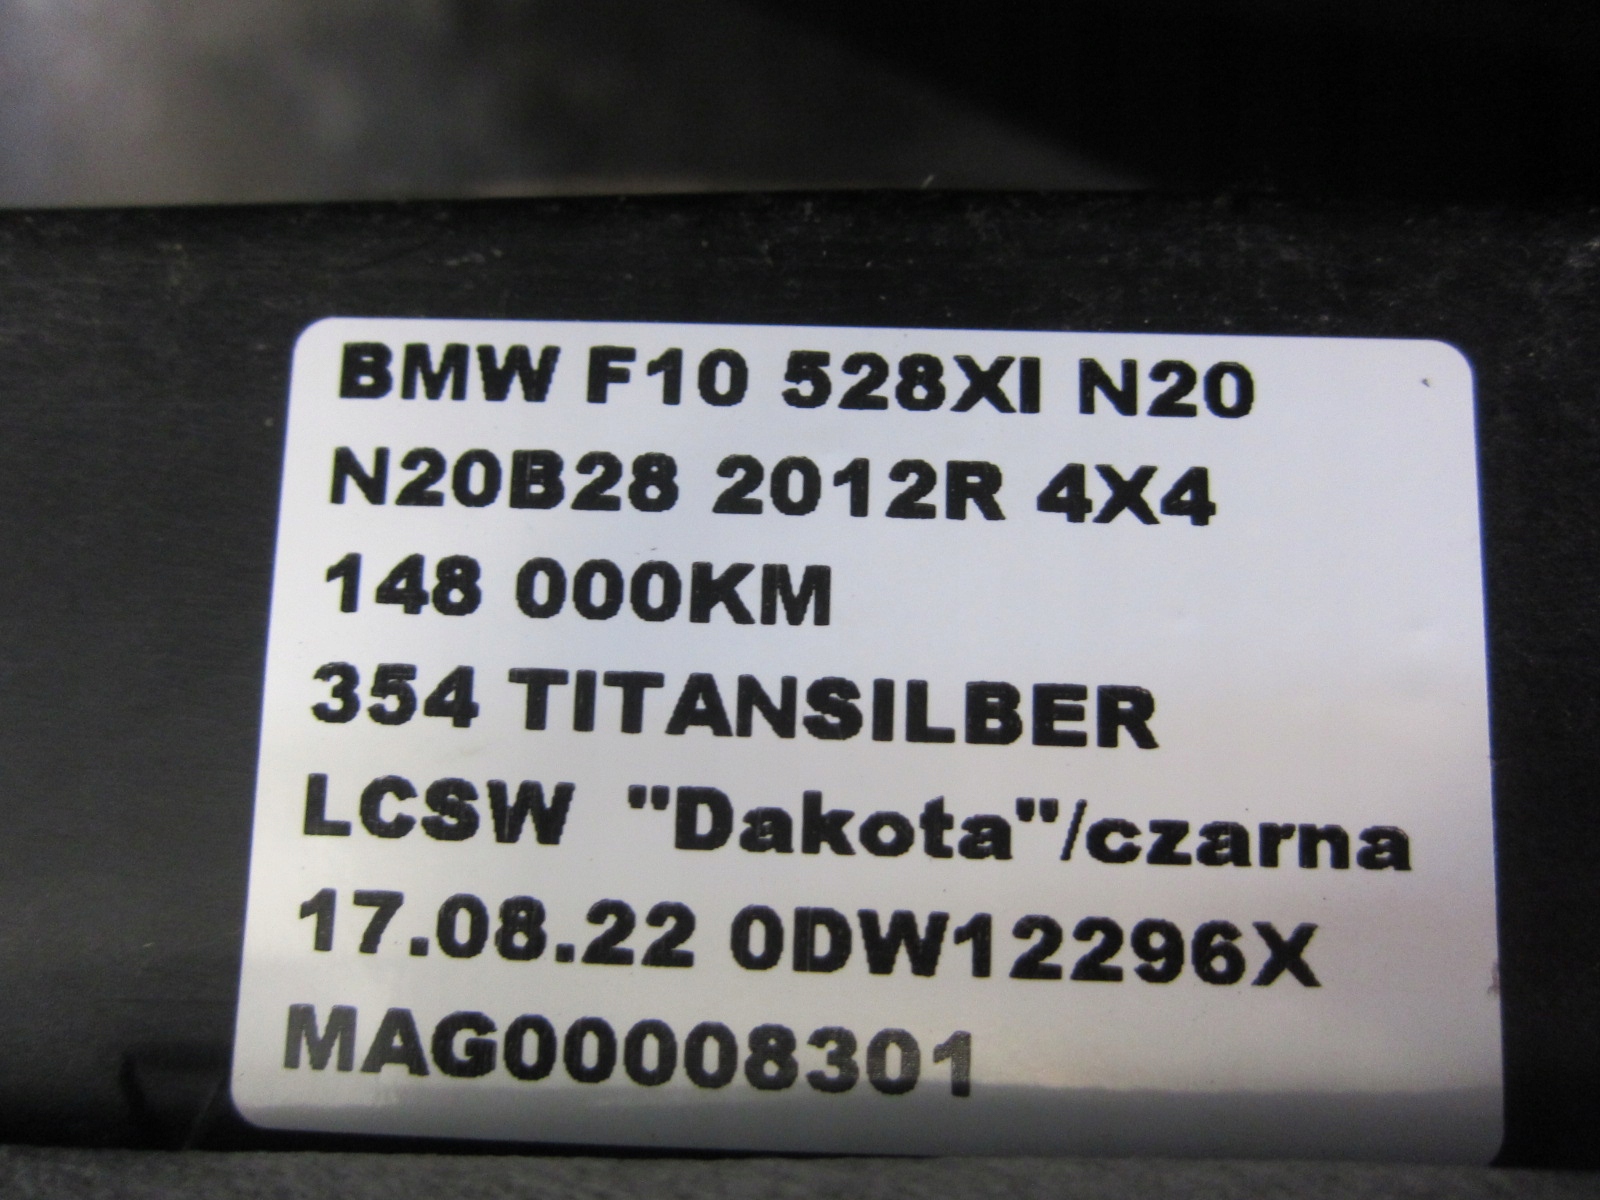 BMW F10 528XI N20
N20B28 2012R 4X4
148 000KM
354 TITANSILBER
LCSW "Dakota"/czarna
17.08.22 0DW12296X
MAG00008301